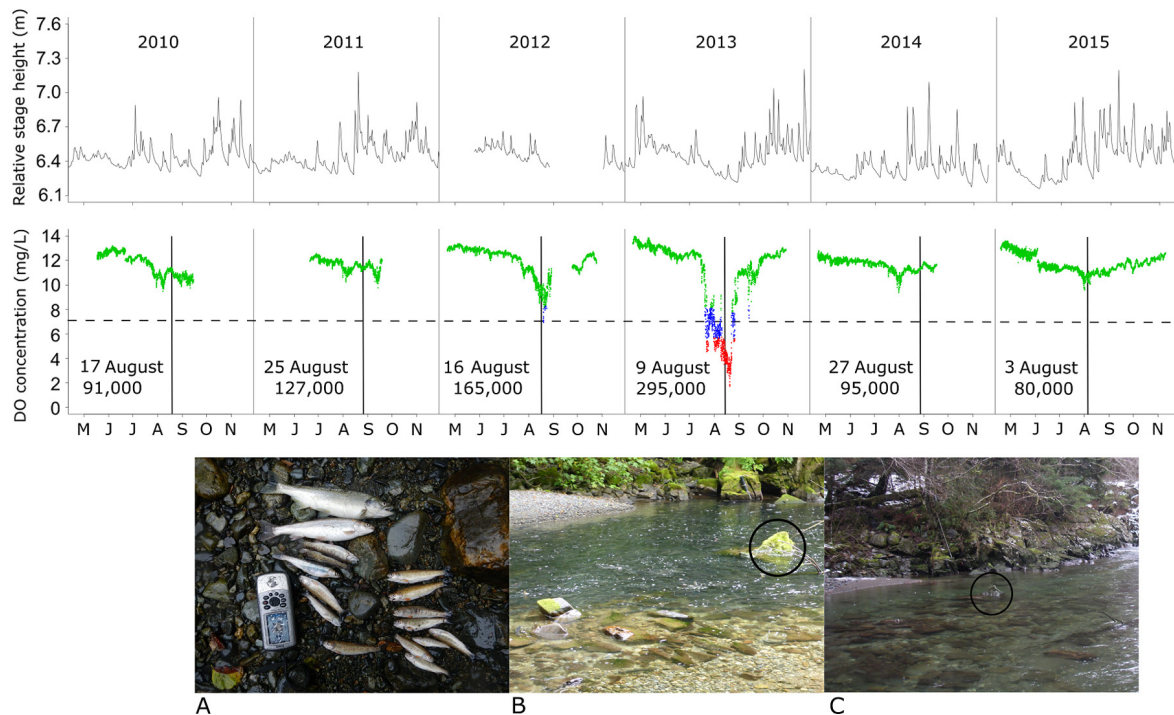 Relative stage height (m)
7.6
7.3
7.0
6.7
6.4
6.1
2010
2011
2012
2013
2014
2015
DO concentration (mg/L)
14
12
10
8
6
4
2
0
17 August
91,000
25 August
127,000
16 August
165,000
9 August
295,000
27 August
95,000
3 August
80,000
M J J A S O N
M J J A S O N
M J J A S O N
M J J A S O N
M J J A S O N
M J J A S O N
A
B
C